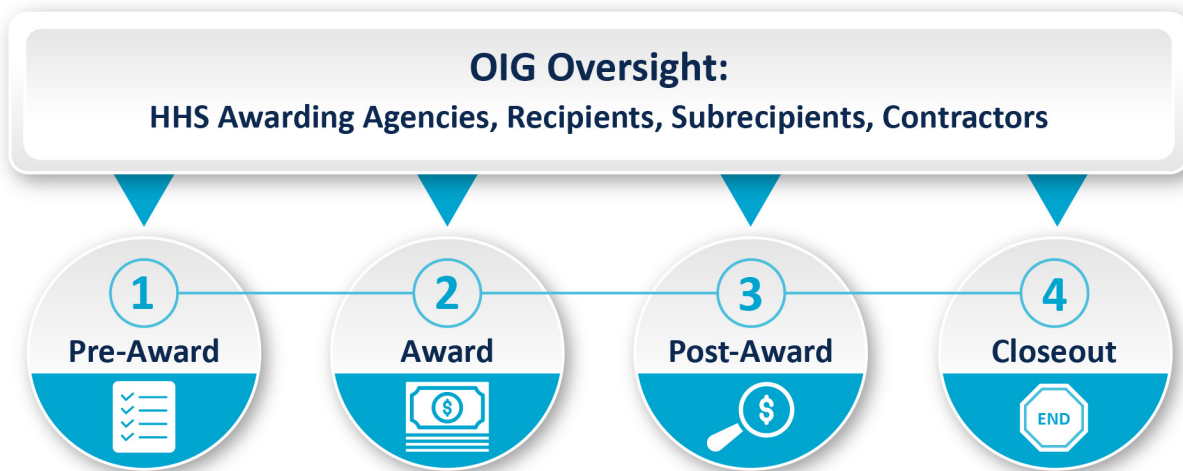 OIG Oversight:
HHS Awarding Agencies, Recipients, Subrecipients, Contractors
1
2
3
4
Pre-Award
Award
Post-Award
Closeout
$
$
END